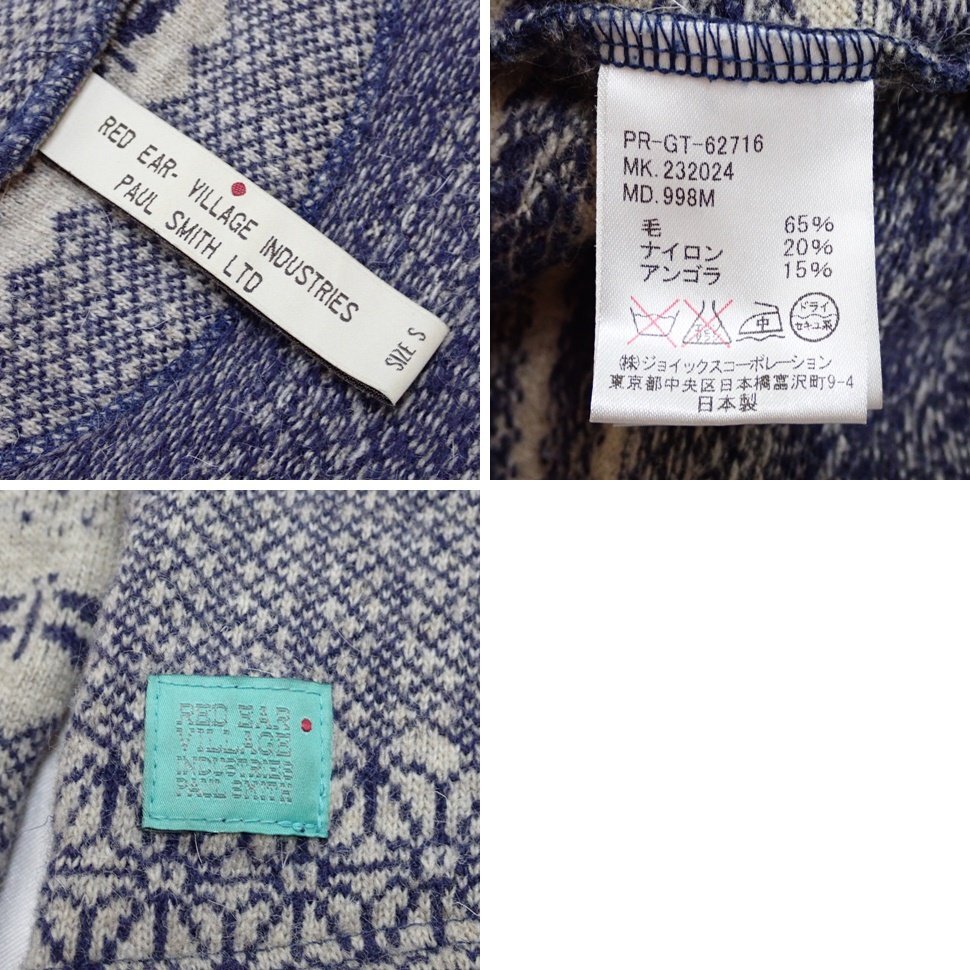 RED EAR- VILLAGE INDUSTRIES
PAUL SMITH LTD
SIZE S
PR-GT-62716
MK.232024
MD.998M
毛 65%
ナイロン 20%
アンゴラ 15%
中
ドライ
セキユ系
(株)ジョイックスコーポレーション
東京都中央区日本橋富沢町9-4
日本製
RED EAR
VILLAGE
INDUSTRIES
PAUL SMITH